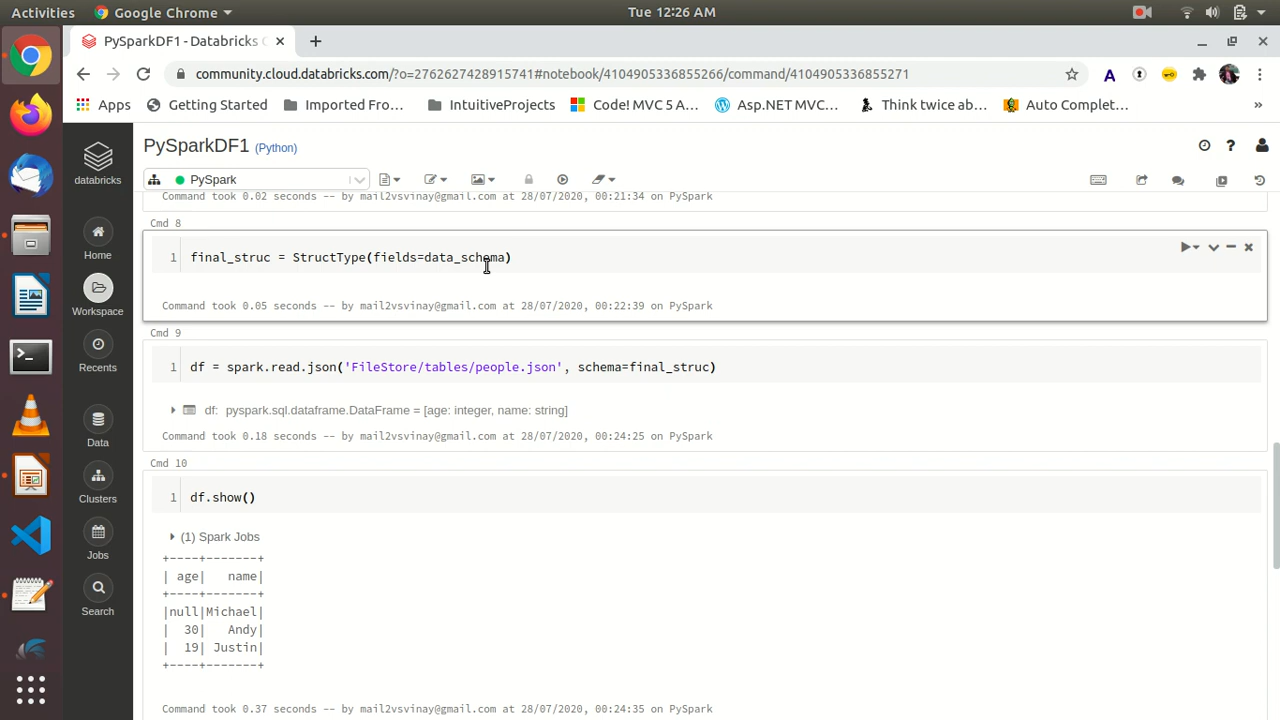 Activities
Google Chrome
Tue 12:26 AM
PySparkDF1 - Databricks C
community.cloud.databricks.com/?o=2762627428915741#notebook/4104905336855266/command/4104905336855271
Apps
Getting Started
Imported Fro...
IntuitiveProjects
Code! MVC 5 A...
Asp.NET MVC...
Think twice ab...
Auto Complet...
»
databricks
Home
Workspace
Recents
Data
Clusters
Jobs
Search
PySparkDF1 (Python)
PySpark
Command took 0.02 seconds -- by mail2vsvinay@gmail.com at 28/07/2020, 00:21:34 on PySpark
Cmd 8
1 final_struc = StructType(fields=data_schema)
Command took 0.05 seconds -- by mail2vsvinay@gmail.com at 28/07/2020, 00:22:39 on PySpark
Cmd 9
1 df = spark.read.json('FileStore/tables/people.json', schema=final_struc)
df: pyspark.sql.dataframe.DataFrame = [age: integer, name: string]
Command took 0.18 seconds -- by mail2vsvinay@gmail.com at 28/07/2020, 00:24:25 on PySpark
Cmd 10
1 df.show()
(1) Spark Jobs
+----+-------+
| age|   name|
+----+-------+
|null|Michael|
|  30|   Andy|
|  19| Justin|
+----+-------+
Command took 0.37 seconds -- by mail2vsvinay@gmail.com at 28/07/2020, 00:24:35 on PySpark